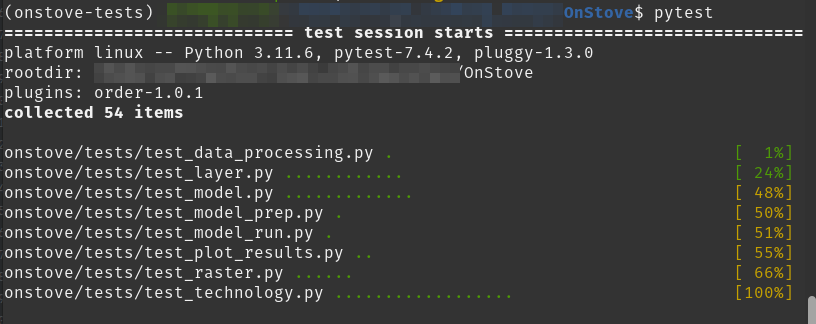 (onstove-tests) OnStove$ pytest
============================= test session starts ==============================
platform linux -- Python 3.11.6, pytest-7.4.2, pluggy-1.3.0
rootdir: /OnStove
plugins: order-1.0.1
collected 54 items
onstove/tests/test_data_processing.py . [  1%]
onstove/tests/test_layer.py ............ [ 24%]
onstove/tests/test_model.py ............. [ 48%]
onstove/tests/test_model_prep.py . [ 50%]
onstove/tests/test_model_run.py . [ 51%]
onstove/tests/test_plot_results.py .. [ 55%]
onstove/tests/test_raster.py ...... [ 66%]
onstove/tests/test_technology.py .................. [100%]